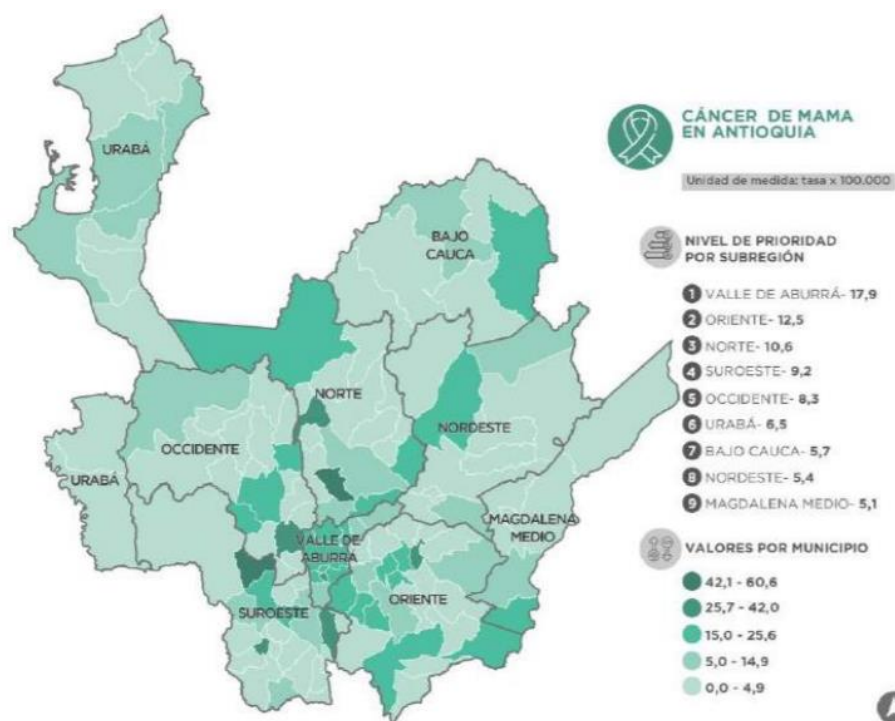 CÁNCER DE MAMA
EN ANTIOQUIA
Unidad de medida: tasa x 100.000
NIVEL DE PRIORIDAD
POR SUBREGIÓN
1 VALLE DE ABURRÁ- 17,9
2 ORIENTE- 12,5
3 NORTE- 10,6
4 SUROESTE- 9,2
5 OCCIDENTE- 8,3
6 URABÁ- 6,5
7 BAJO CAUCA- 5,7
8 NORDESTE- 5,4
9 MAGDALENA MEDIO- 5,1
VALORES POR MUNICIPIO
42,1 - 60,6
25,7 - 42,0
15,0 - 25,6
5,0 - 14,9
0,0 - 4,9
URABÁ
BAJO
CAUCA
NORTE
NORDESTE
OCCIDENTE
URABÁ
MAGDALENA
MEDIO
VALLE DE
ABURRA
SUROESTE
ORIENTE